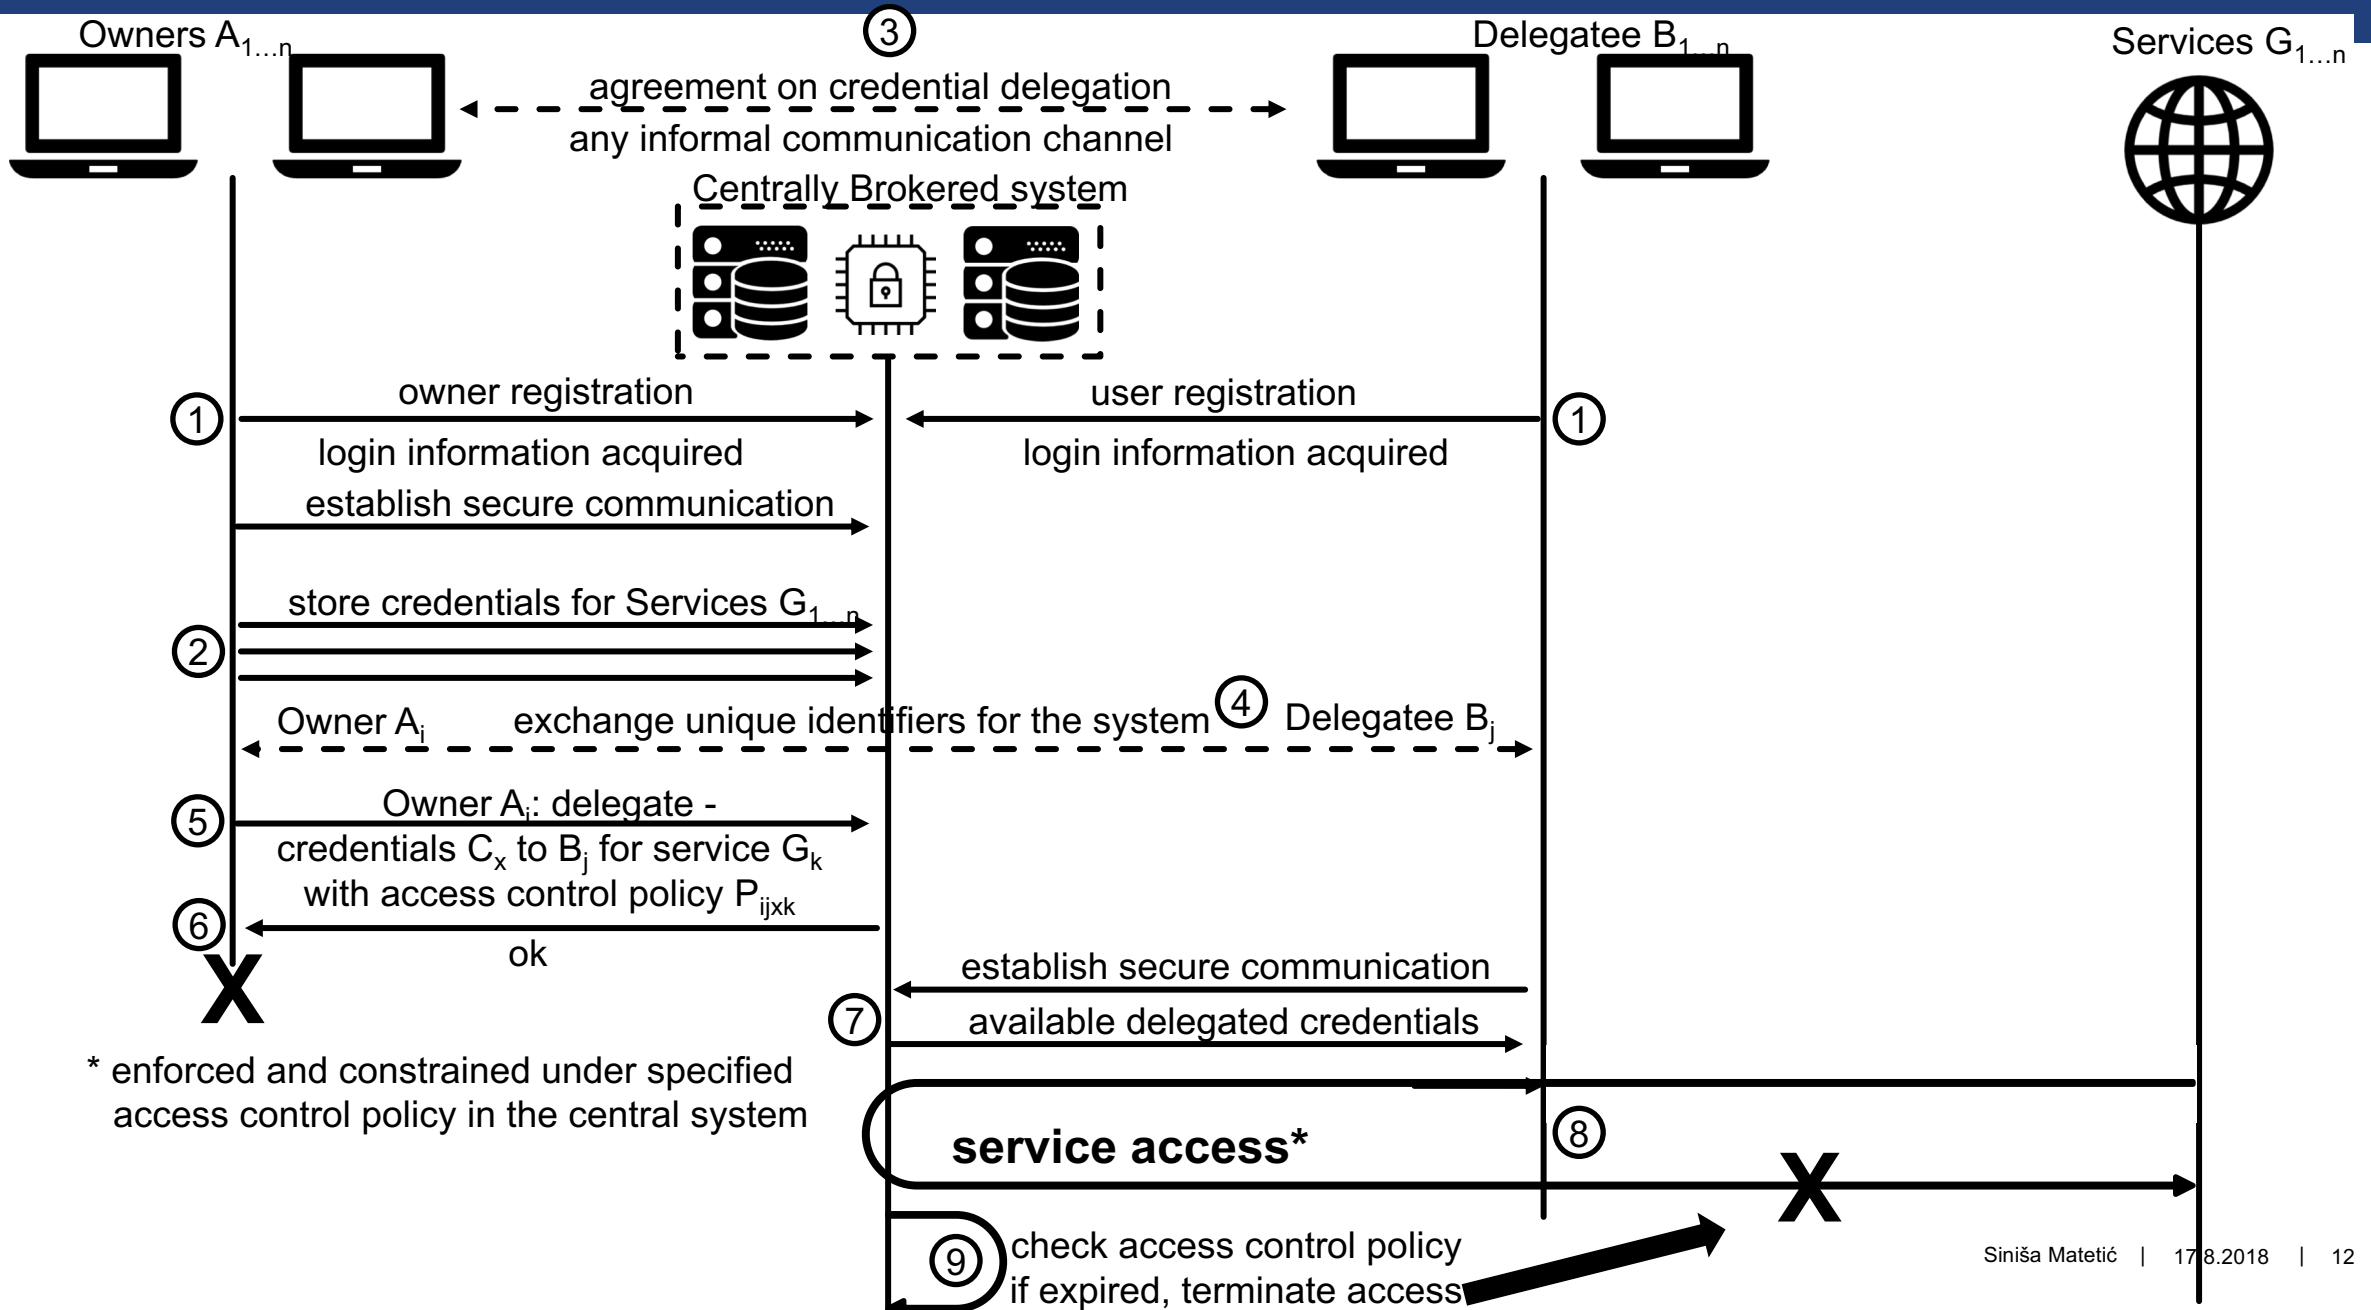 Owners A1…n
3
Delegatee B1…n
Services G1…n
agreement on credential delegation
any informal communication channel
Centrally Brokered system
1
owner registration
user registration
1
login information acquired
login information acquired
establish secure communication
store credentials for Services G1…n
2
Owner Ai
exchange unique identifiers for the system
4
Delegatee Bj
5
Owner Ai: delegate -
credentials Cx to Bj for service Gk
with access control policy Pijxk
6
ok
establish secure communication
7
available delegated credentials
* enforced and constrained under specified
access control policy in the central system
service access*
8
X
X
9
check access control policy
if expired, terminate access
Siniša Matetić | 17.8.2018 | 12